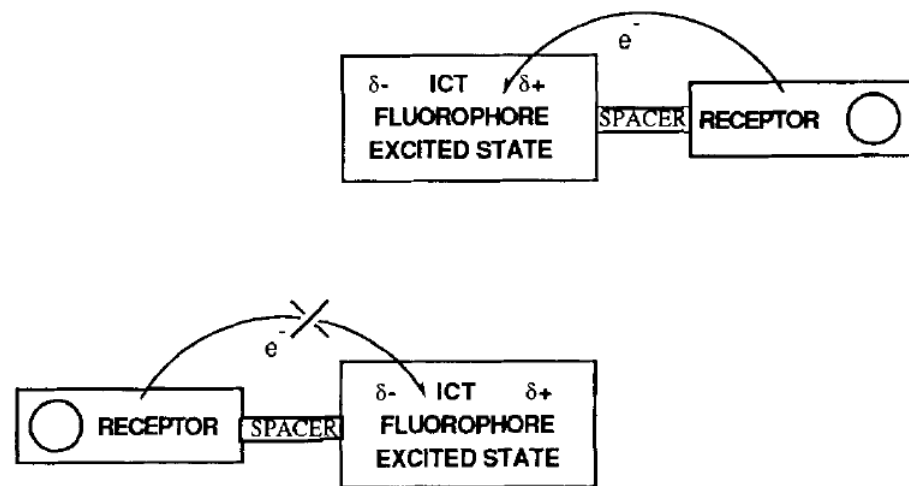 e⁻
δ- ICT δ+
FLUOROPHORE
EXCITED STATE
SPACER
RECEPTOR
e⁻
RECEPTOR
SPACER
δ- ICT δ+
FLUOROPHORE
EXCITED STATE